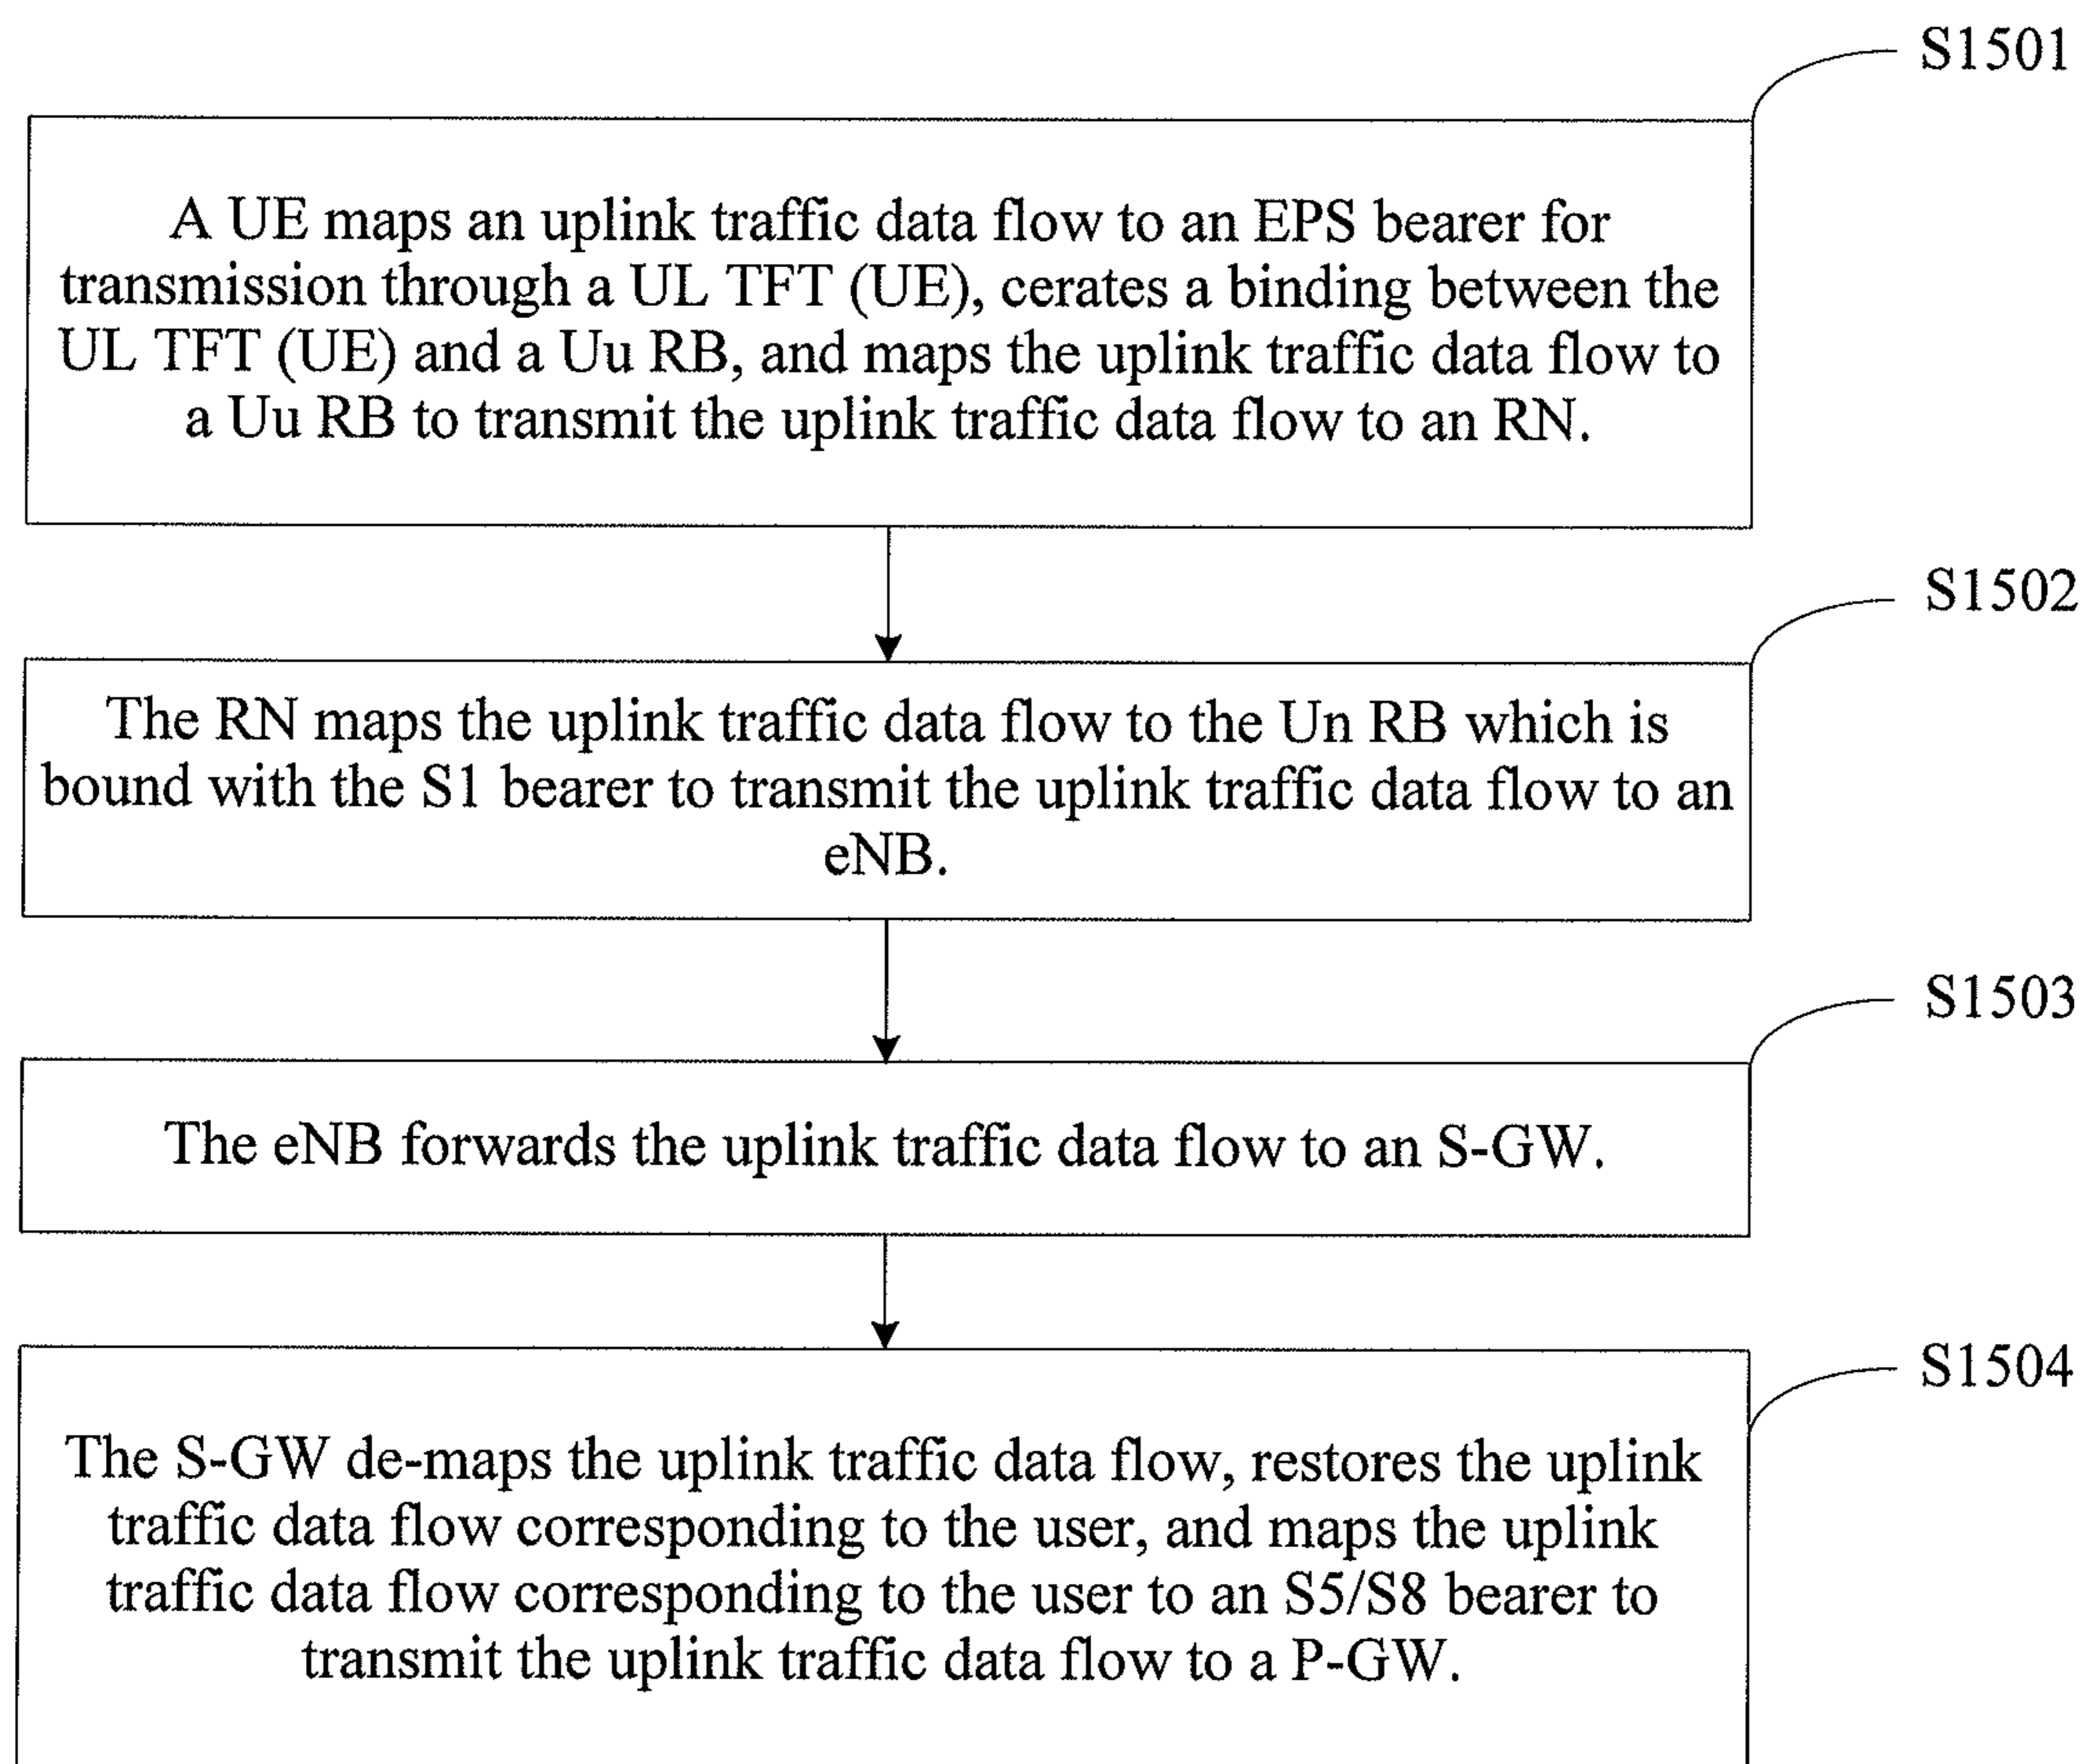 S1501
A UE maps an uplink traffic data flow to an EPS bearer for
transmission through a UL TFT (UE), cerates a binding between the
UL TFT (UE) and a Uu RB, and maps the uplink traffic data flow to
a Uu RB to transmit the uplink traffic data flow to an RN.
S1502
The RN maps the uplink traffic data flow to the Un RB which is
bound with the S1 bearer to transmit the uplink traffic data flow to an
eNB.
S1503
The eNB forwards the uplink traffic data flow to an S-GW.
S1504
The S-GW de-maps the uplink traffic data flow, restores the uplink
traffic data flow corresponding to the user, and maps the uplink
traffic data flow corresponding to the user to an S5/S8 bearer to
transmit the uplink traffic data flow to a P-GW.